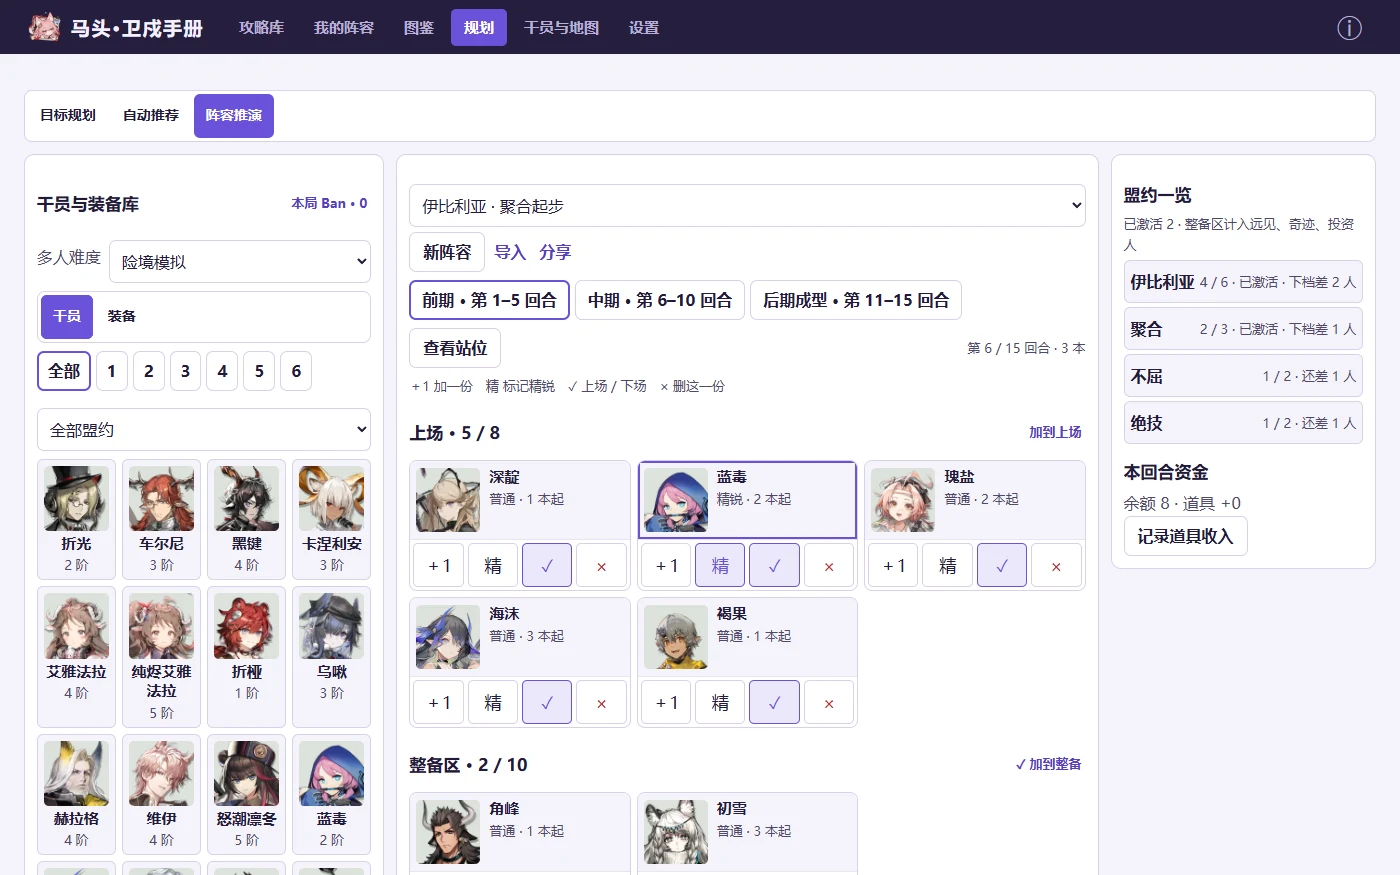 马头·卫戍手册
攻略库
我的阵容
图鉴
规划
干员与地图
设置
目标规划
自动推荐
阵容推演
干员与装备库
本局 Ban · 0
多人难度
险境模拟
干员
装备
全部
1
2
3
4
5
6
全部盟约
折光
2 阶
车尔尼
3 阶
黑键
4 阶
卡涅利安
3 阶
艾雅法拉
4 阶
纯烬艾雅
法拉
5 阶
折桠
1 阶
乌啾
3 阶
赫拉格
4 阶
维伊
4 阶
怒潮凛冬
5 阶
蓝毒
2 阶
伊比利亚 · 聚合起步
新阵容
导入
分享
前期 · 第 1–5 回合
中期 · 第 6–10 回合
后期成型 · 第 11–15 回合
查看站位
第 6 / 15 回合 · 3 本
+1 加一份 精 标记精锐 ✓ 上场 / 下场 × 删这一份
上场 · 5 / 8
加到上场
深靛
普通 · 1 本起
+1 精 ✓ ×
蓝毒
精锐 · 2 本起
+1 精 ✓ ×
瑰盐
普通 · 2 本起
+1 精 ✓ ×
海沫
普通 · 3 本起
+1 精 ✓ ×
褐果
普通 · 1 本起
+1 精 ✓ ×
整备区 · 2 / 10
✓ 加到整备
角峰
普通 · 1 本起
初雪
普通 · 3 本起
盟约一览
已激活 2 · 整备区计入远见、奇迹、投资
人
伊比利亚 4 / 6 · 已激活 · 下档差 2 人
聚合 2 / 3 · 已激活 · 下档差 1 人
不屈 1 / 2 · 还差 1 人
绝技 1 / 2 · 还差 1 人
本回合资金
余额 8 · 道具 +0
记录道具收入